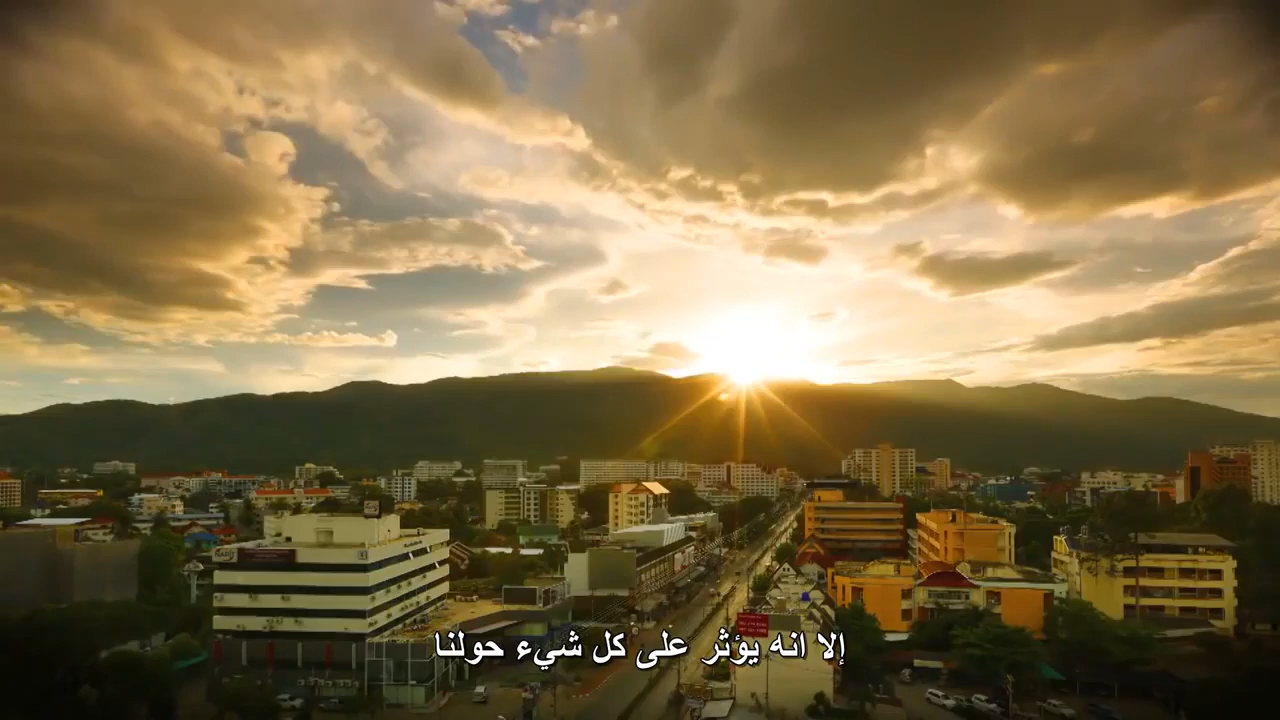 إلا انه يؤثر على كل شيء حولنا